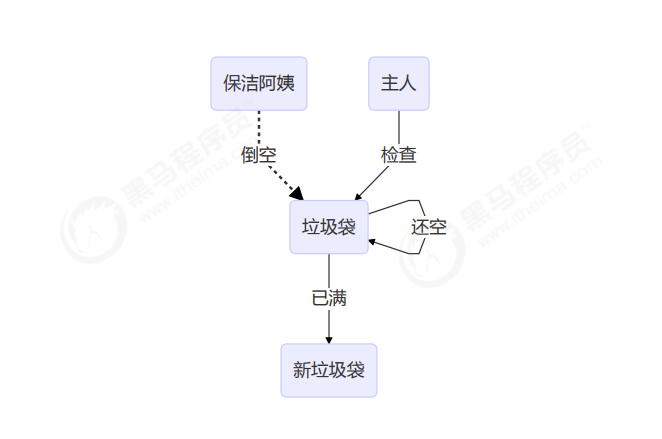 保洁阿姨
主人
倒空
检查
垃圾袋
还空
已满
新垃圾袋
黑马程序员
www.itheima.com
黑马程序员
www.itheima.com